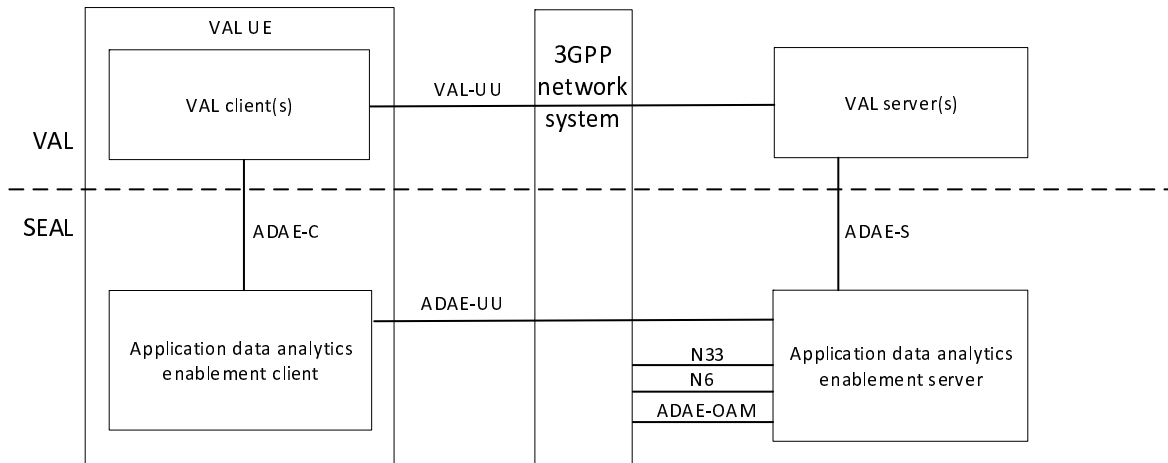 VAL UE
3GPP
network
system
VAL client(s)
VAL-UU
VAL server(s)
VAL
SEAL
ADAE-C
ADAE-S
ADAE-UU
Application data analytics
enablement client
N33
N6
ADAE-OAM
Application data analytics
enablement server